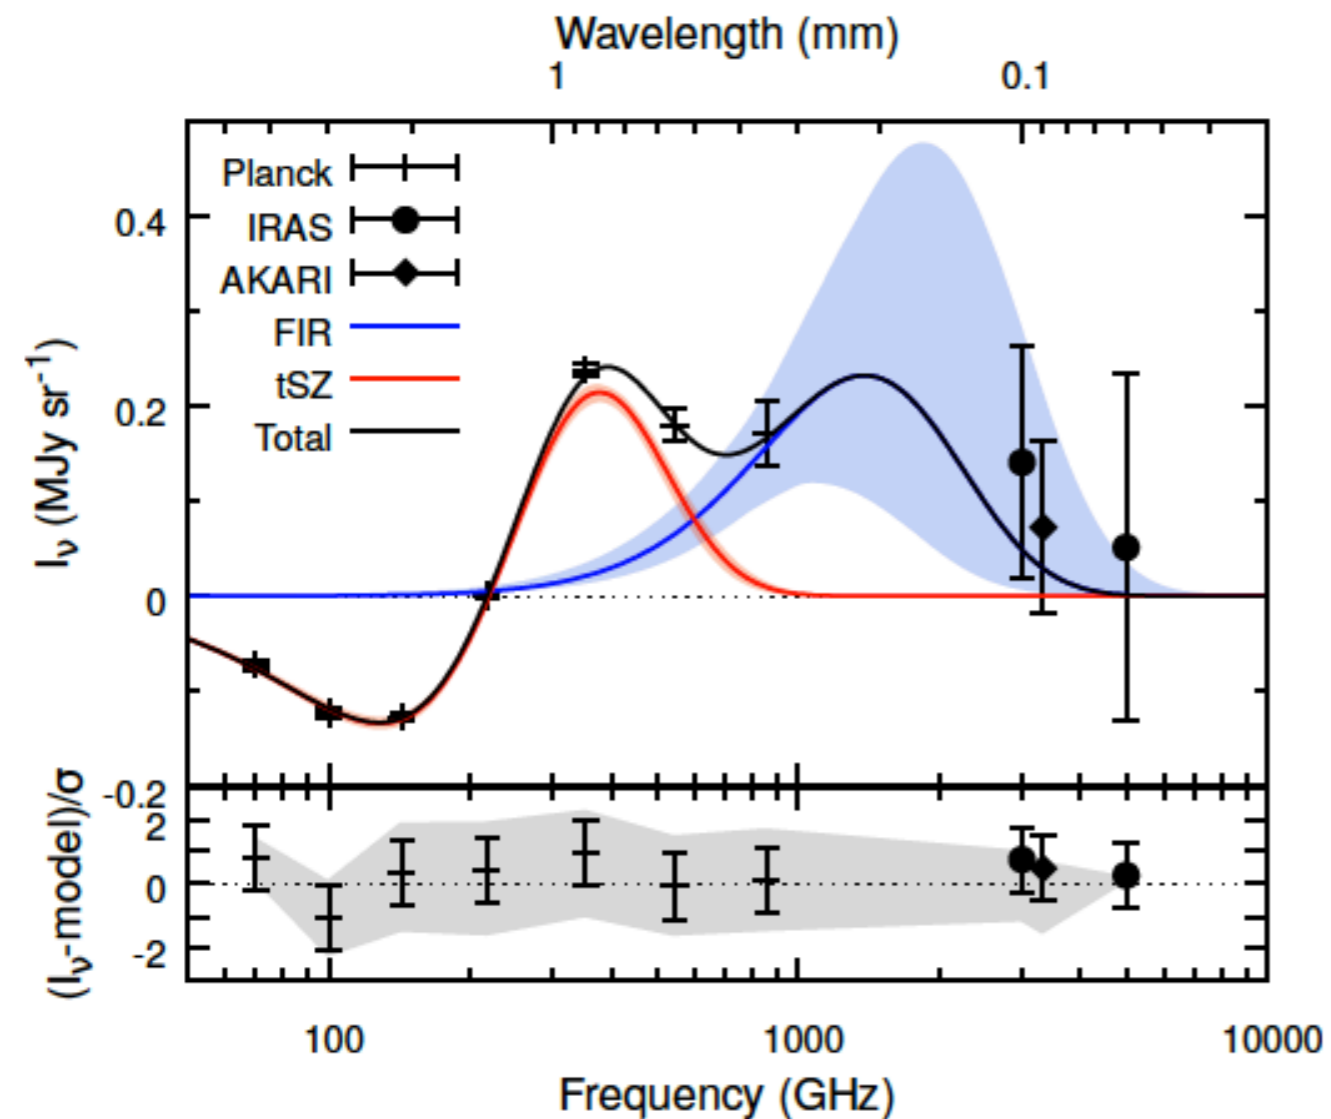 Wavelength (mm)
1 0.1
Planck
IRAS
AKARI
FIR
tSZ
Total
0.4
0.2
0
-0.2
Iν (MJy sr-1)
2
0
-2
(Iν-model)/σ
100 1000 10000
Frequency (GHz)